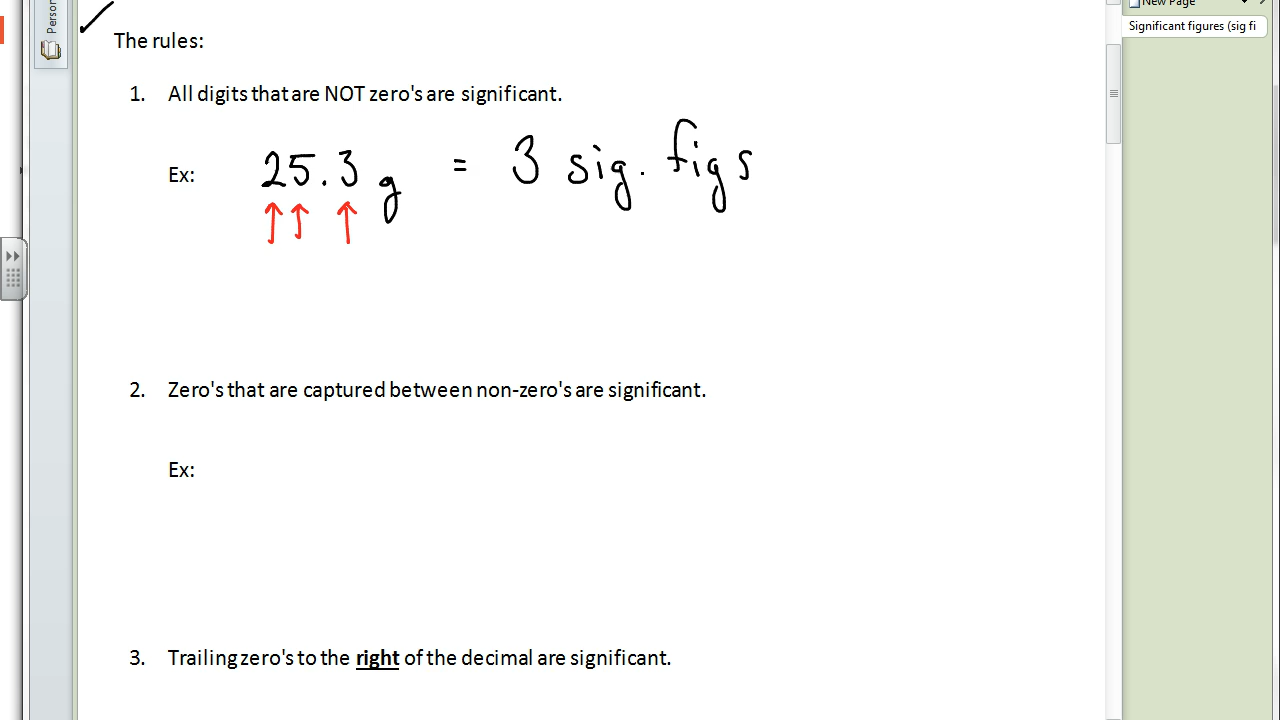 Person
New Page
Significant figures (sig fi
The rules:
1. All digits that are NOT zero's are significant.
Ex: 25.3 g = 3 sig. figs
2. Zero's that are captured between non-zero's are significant.
Ex:
3. Trailing zero's to the right of the decimal are significant.